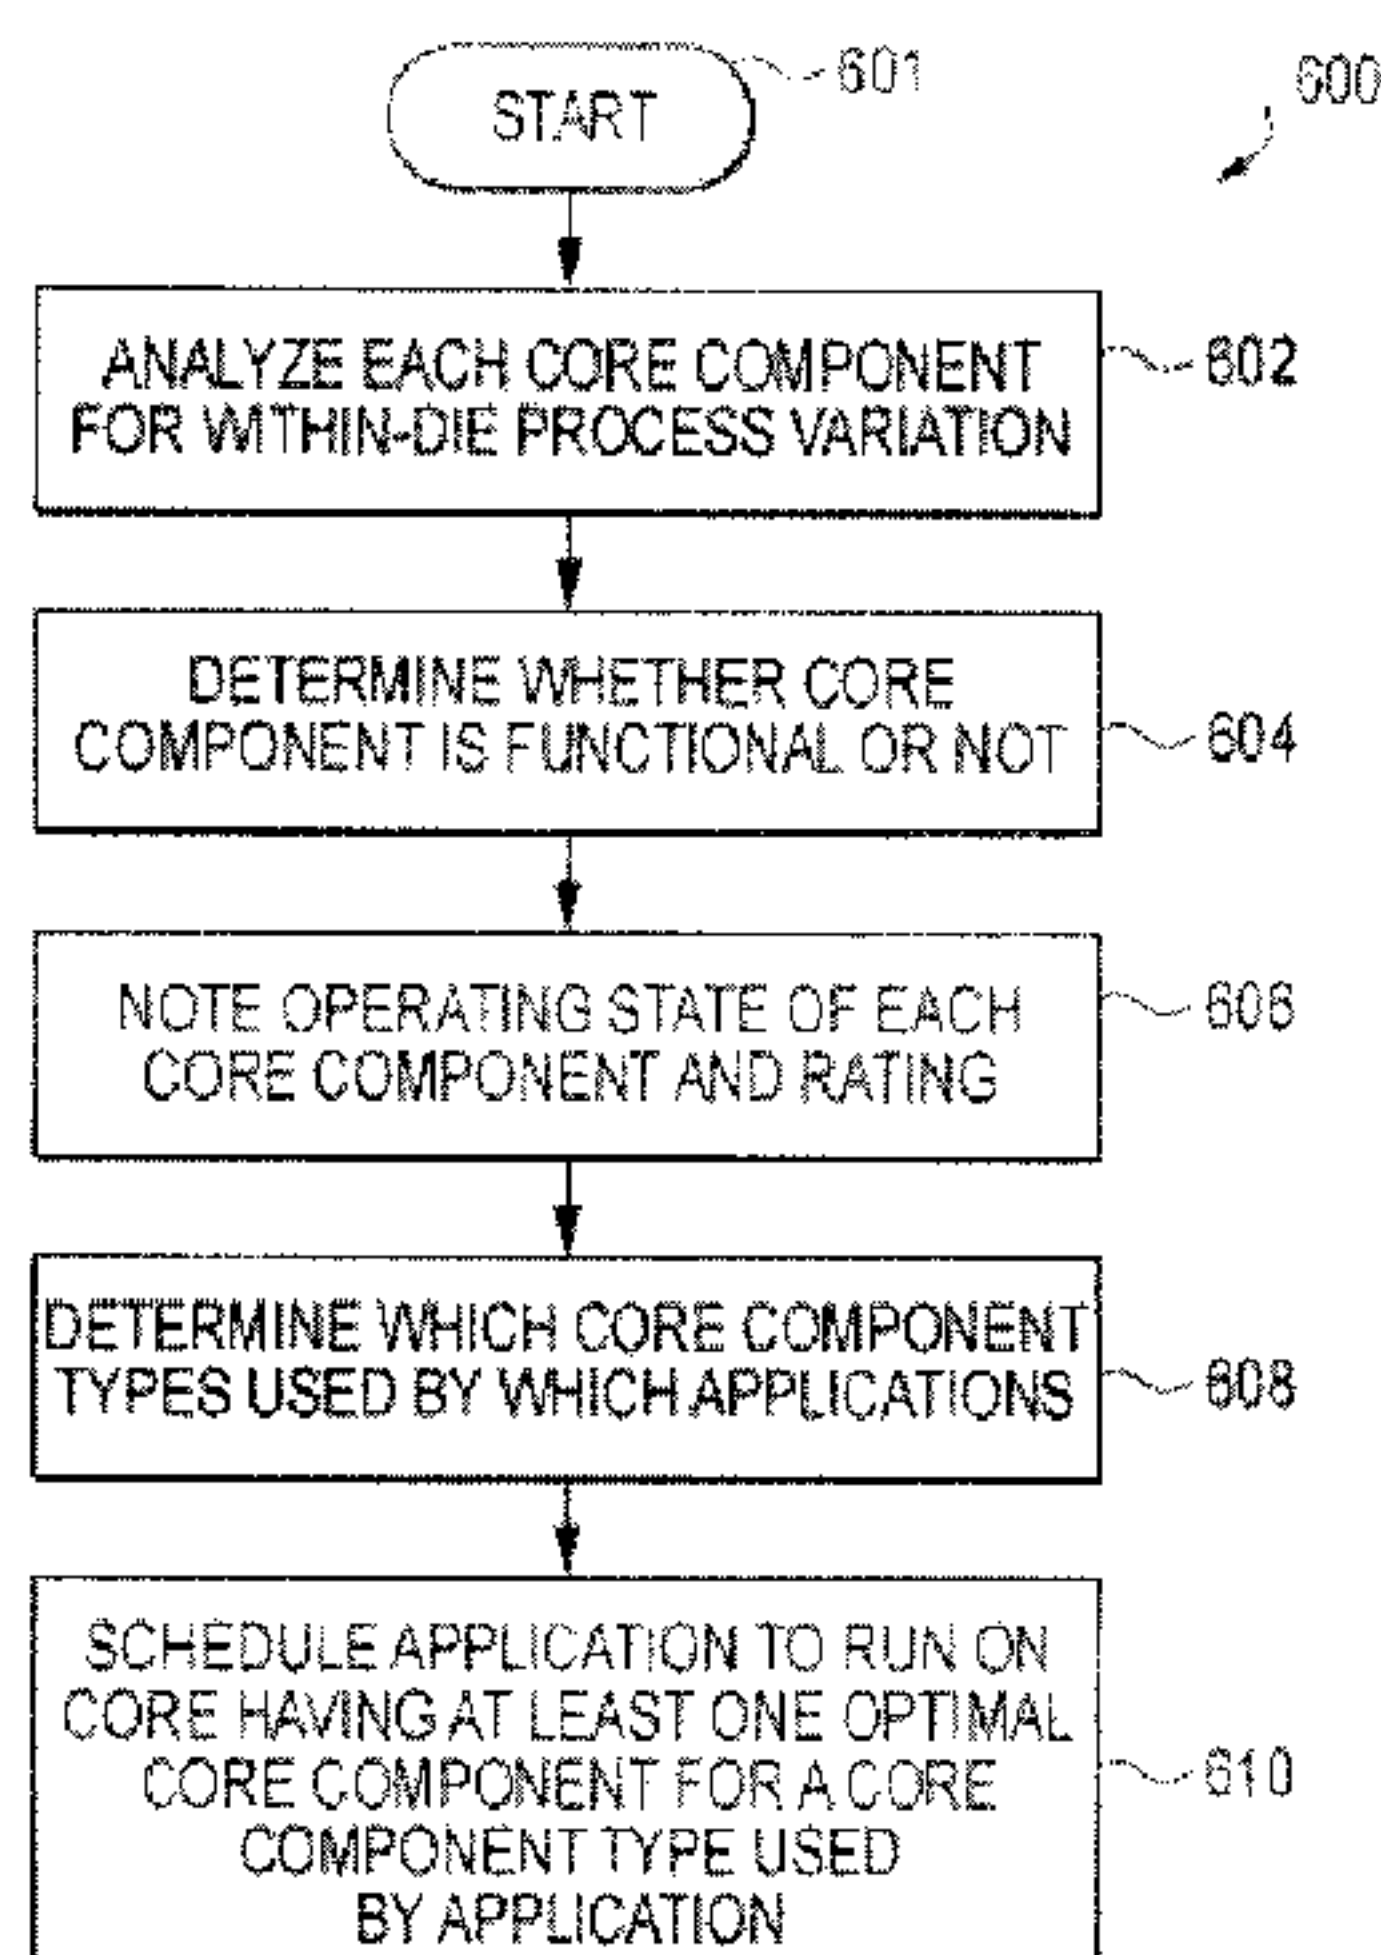 601
600
START
ANALYZE EACH CORE COMPONENT
FOR WITHIN-DIE PROCESS VARIATION
602
DETERMINE WHETHER CORE
COMPONENT IS FUNCTIONAL OR NOT
604
NOTE OPERATING STATE OF EACH
CORE COMPONENT AND RATING
606
DETERMINE WHICH CORE COMPONENT
TYPES USED BY WHICH APPLICATIONS
608
SCHEDULE APPLICATION TO RUN ON
CORE HAVING AT LEAST ONE OPTIMAL
CORE COMPONENT FOR A CORE
COMPONENT TYPE USED
BY APPLICATION
610